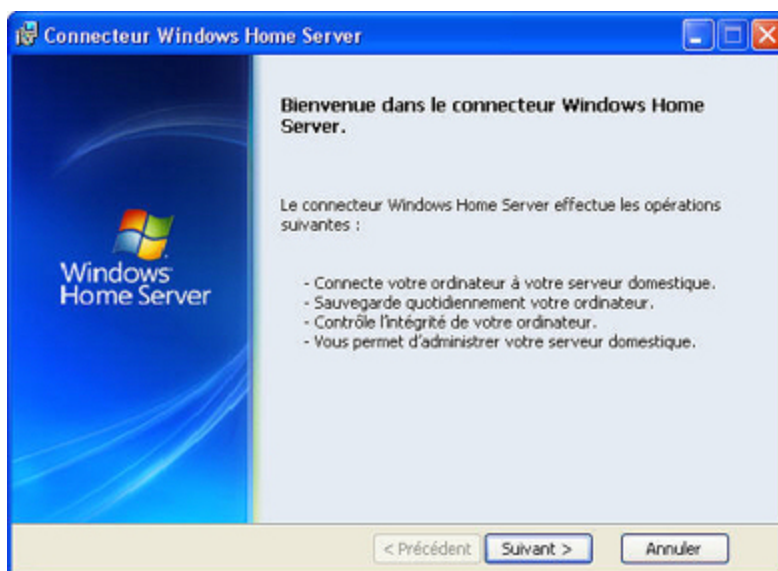 Connecteur Windows Home Server
Bienvenue dans le connecteur Windows Home
Server.
Le connecteur Windows Home Server effectue les opérations
suivantes :
- Connecte votre ordinateur à votre serveur domestique.
- Sauvegarde quotidiennement votre ordinateur.
- Contrôle l'intégrité de votre ordinateur.
- Vous permet d'administrer votre serveur domestique.
Windows
Home Server
< Précédent
Suivant >
Annuler